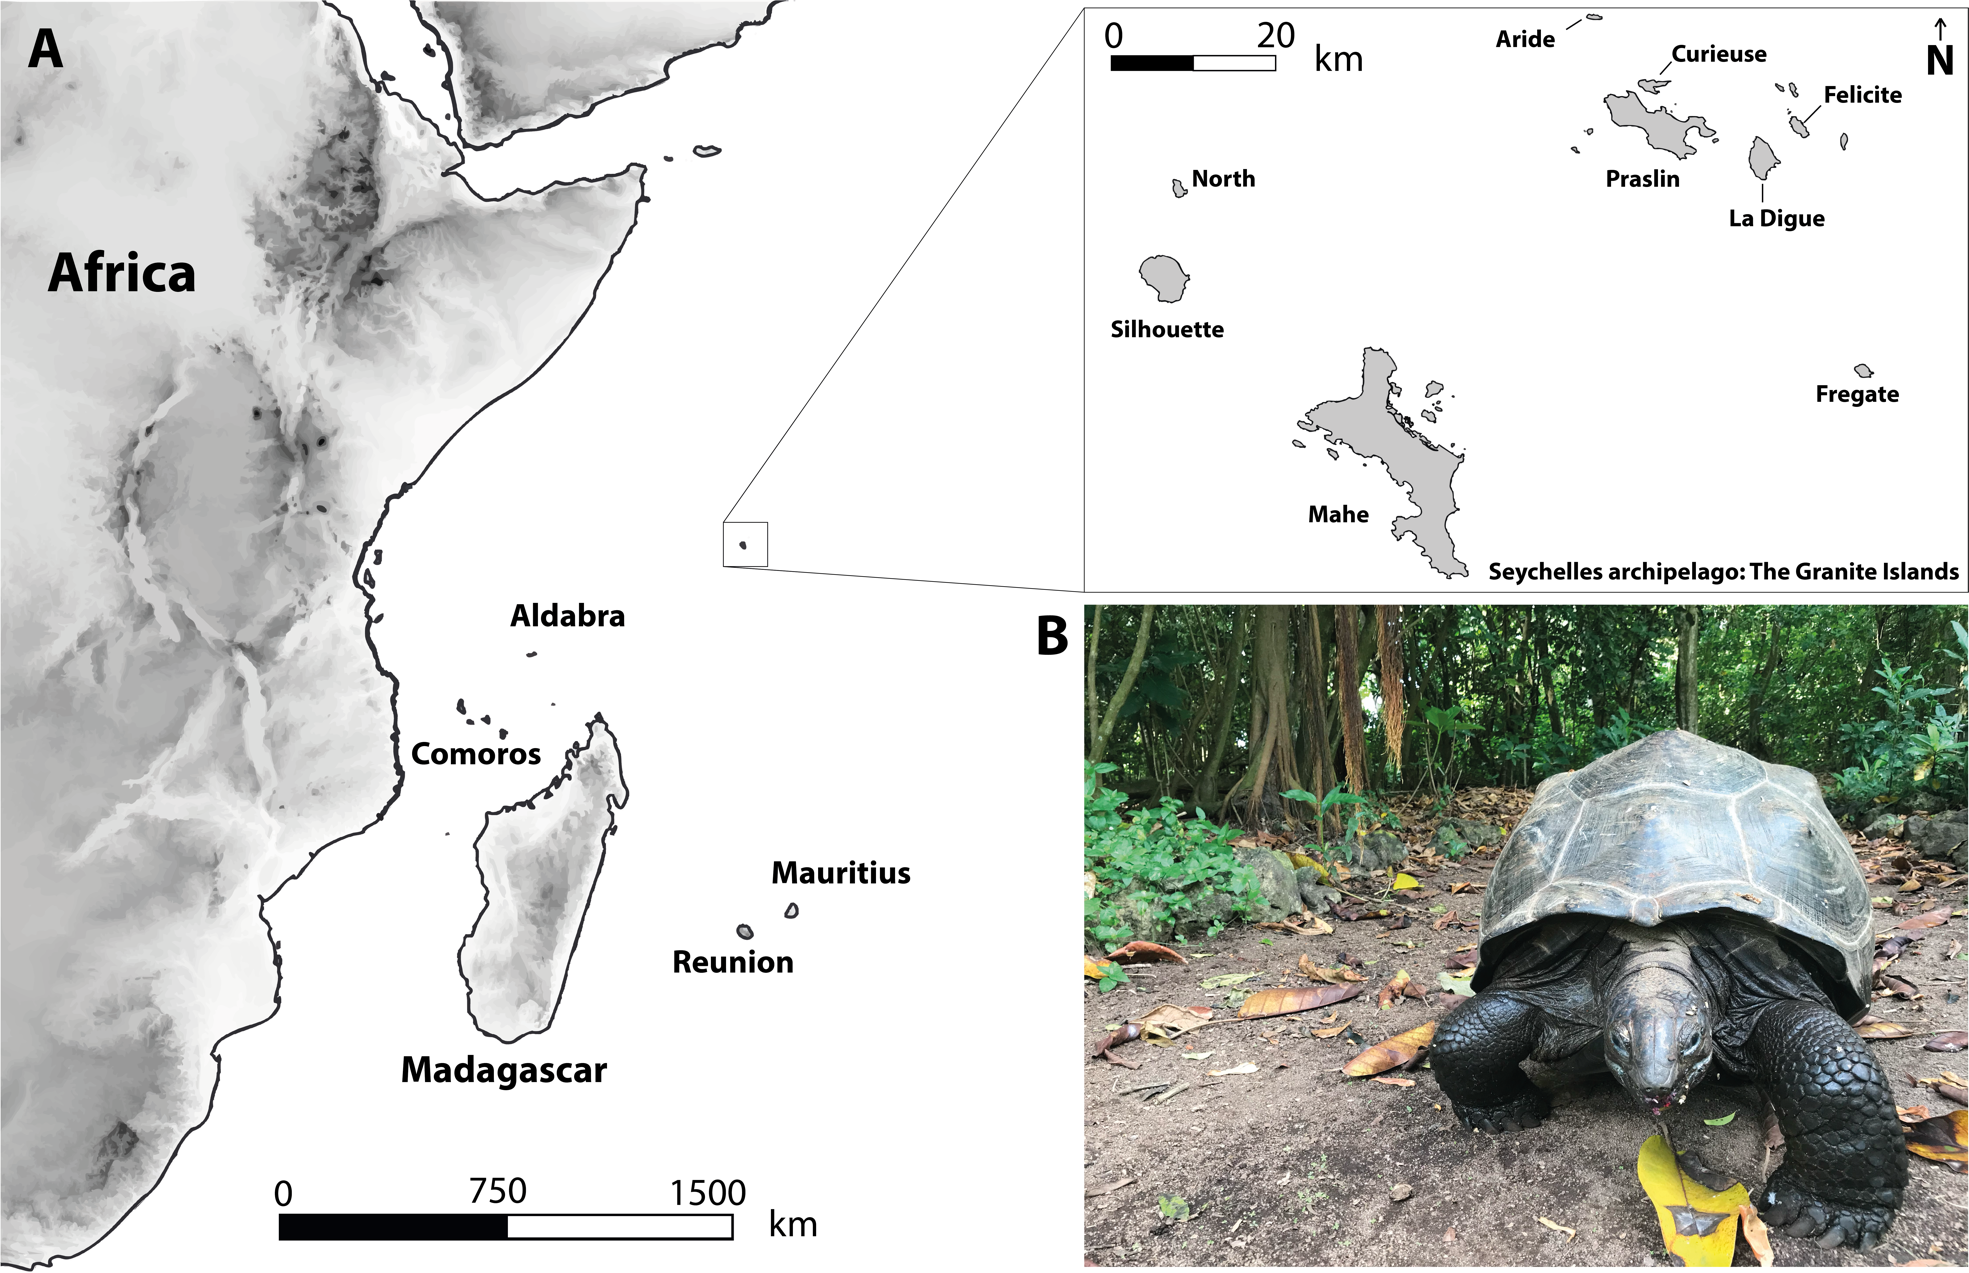 A
Africa
Aldabra
Comoros
Mauritius
Reunion
Madagascar
0 750 1500 km
0 20 km
Aride
Curieuse
N
Felicite
North
Praslin
La Digue
Silhouette
Fregate
Mahe
Seychelles archipelago: The Granite Islands
B